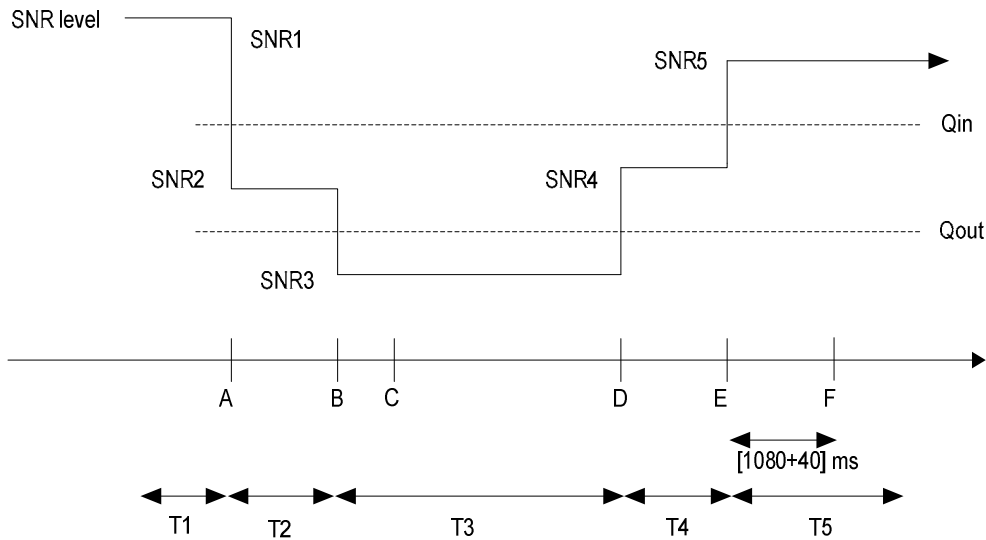 SNR level
SNR1
SNR5
Qin
SNR2
SNR4
Qout
SNR3
A B C D E F
[1080+40] ms
T1 T2 T3 T4 T5